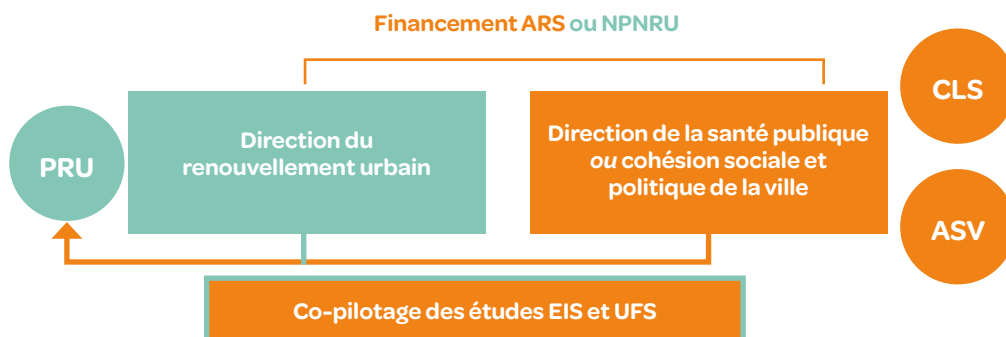 Financement ARS ou NPNRU
PRU
Direction du
renouvellement urbain
Direction de la santé publique
ou cohésion sociale et
politique de la ville
CLS
ASV
Co-pilotage des études EIS et UFS